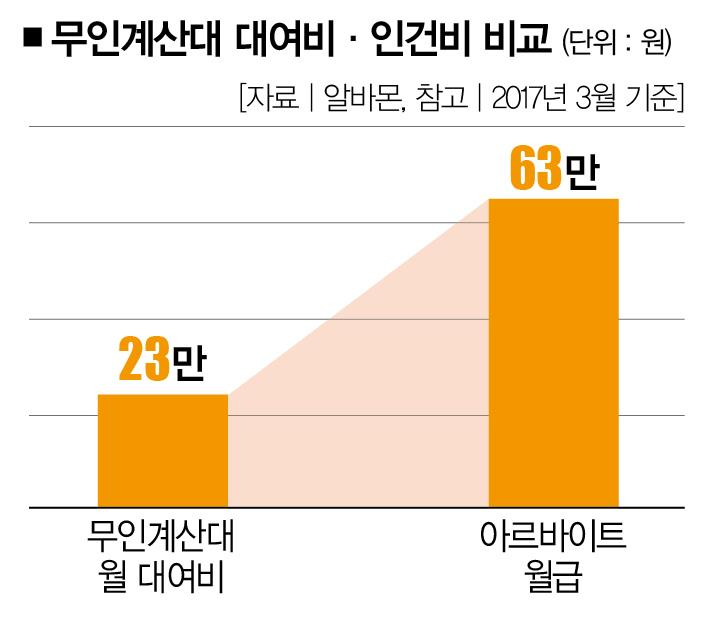 ■ 무인계산대 대여비 · 인건비 비교 (단위 : 원)
[자료 | 알바몬, 참고 | 2017년 3월 기준]
63만
23만
무인계산대
월 대여비
아르바이트
월급